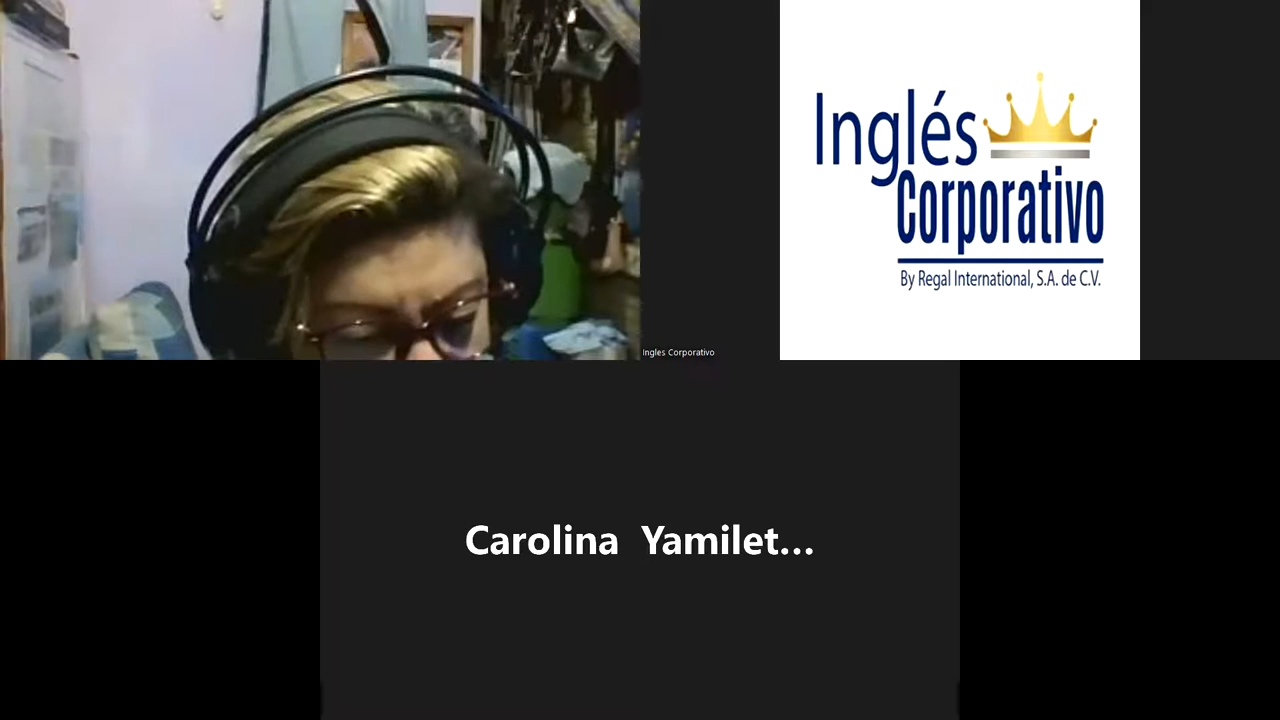 Inglés
Corporativo
By Regal International, S.A. de C.V.
Ingles Corporativo
Carolina Yamilet...